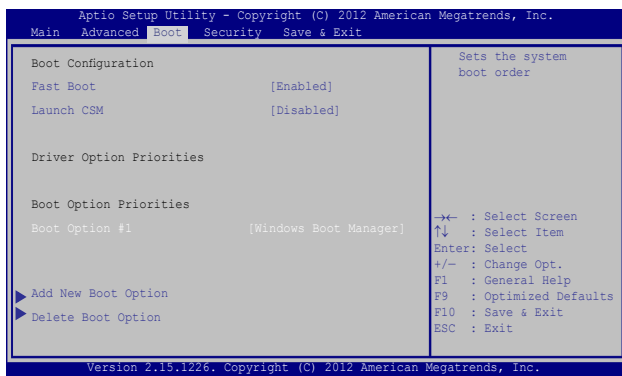 Aptio Setup Utility - Copyright (C) 2012 American Megatrends, Inc.
Main Advanced Boot Security Save & Exit
Boot Configuration
Fast Boot [Enabled]
Launch CSM [Disabled]
Driver Option Priorities
Boot Option Priorities
Boot Option #1 [Windows Boot Manager]
Add New Boot Option
Delete Boot Option
Sets the system
boot order
→← : Select Screen
↑↓ : Select Item
Enter: Select
+/— : Change Opt.
F1 : General Help
F9 : Optimized Defaults
F10 : Save & Exit
ESC : Exit
Version 2.15.1226. Copyright (C) 2012 American Megatrends, Inc.